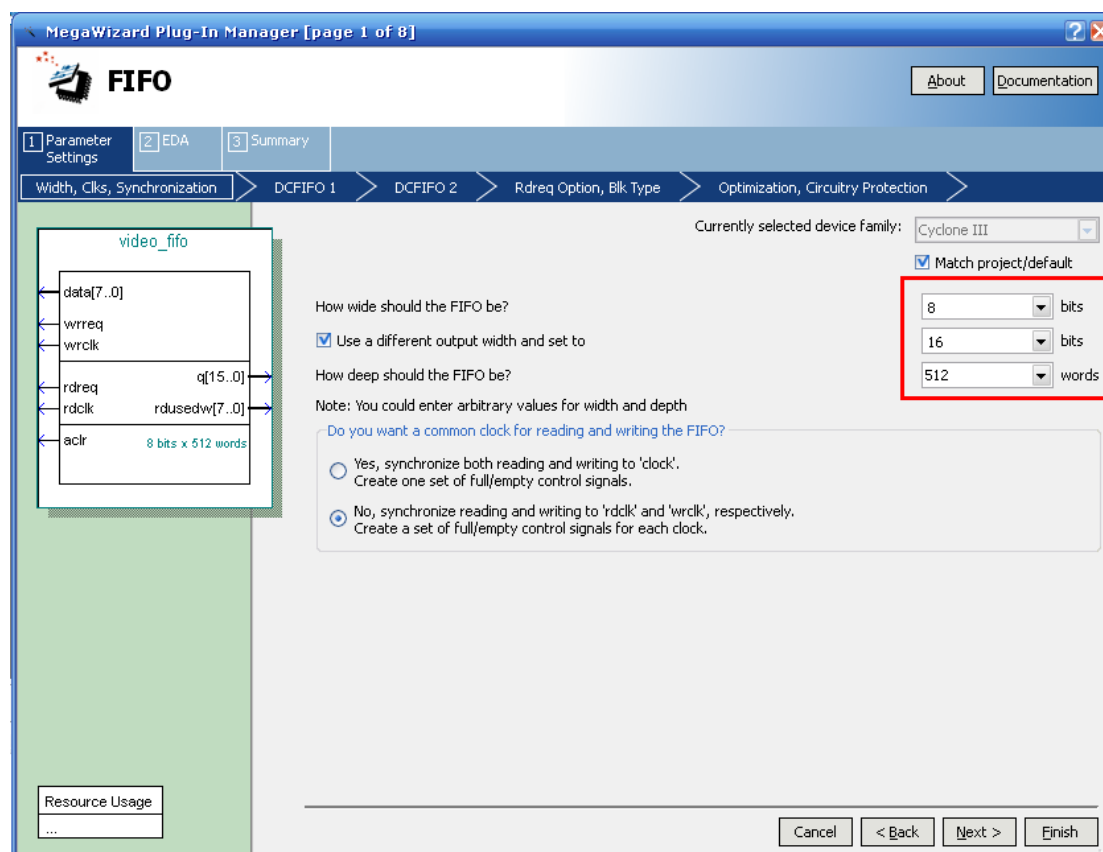 MegaWizard Plug-In Manager [page 1 of 8]
FIFO
About
Documentation
1 Parameter Settings
2 EDA
3 Summary
Width, Clks, Synchronization
DCFIFO 1
DCFIFO 2
Rdreq Option, Blk Type
Optimization, Circuitry Protection
video_fifo
data[7..0]
wrreq
wrclk
q[15..0]
rdreq
rdclk
rdusedw[7..0]
aclr
8 bits x 512 words
Currently selected device family:
Cyclone III
Match project/default
How wide should the FIFO be?
8
bits
Use a different output width and set to
16
bits
How deep should the FIFO be?
512
words
Note: You could enter arbitrary values for width and depth
Do you want a common clock for reading and writing the FIFO?
Yes, synchronize both reading and writing to 'clock'.
Create one set of full/empty control signals.
No, synchronize reading and writing to 'rdclk' and 'wrclk', respectively.
Create a set of full/empty control signals for each clock.
Resource Usage
...
Cancel
< Back
Next >
Finish